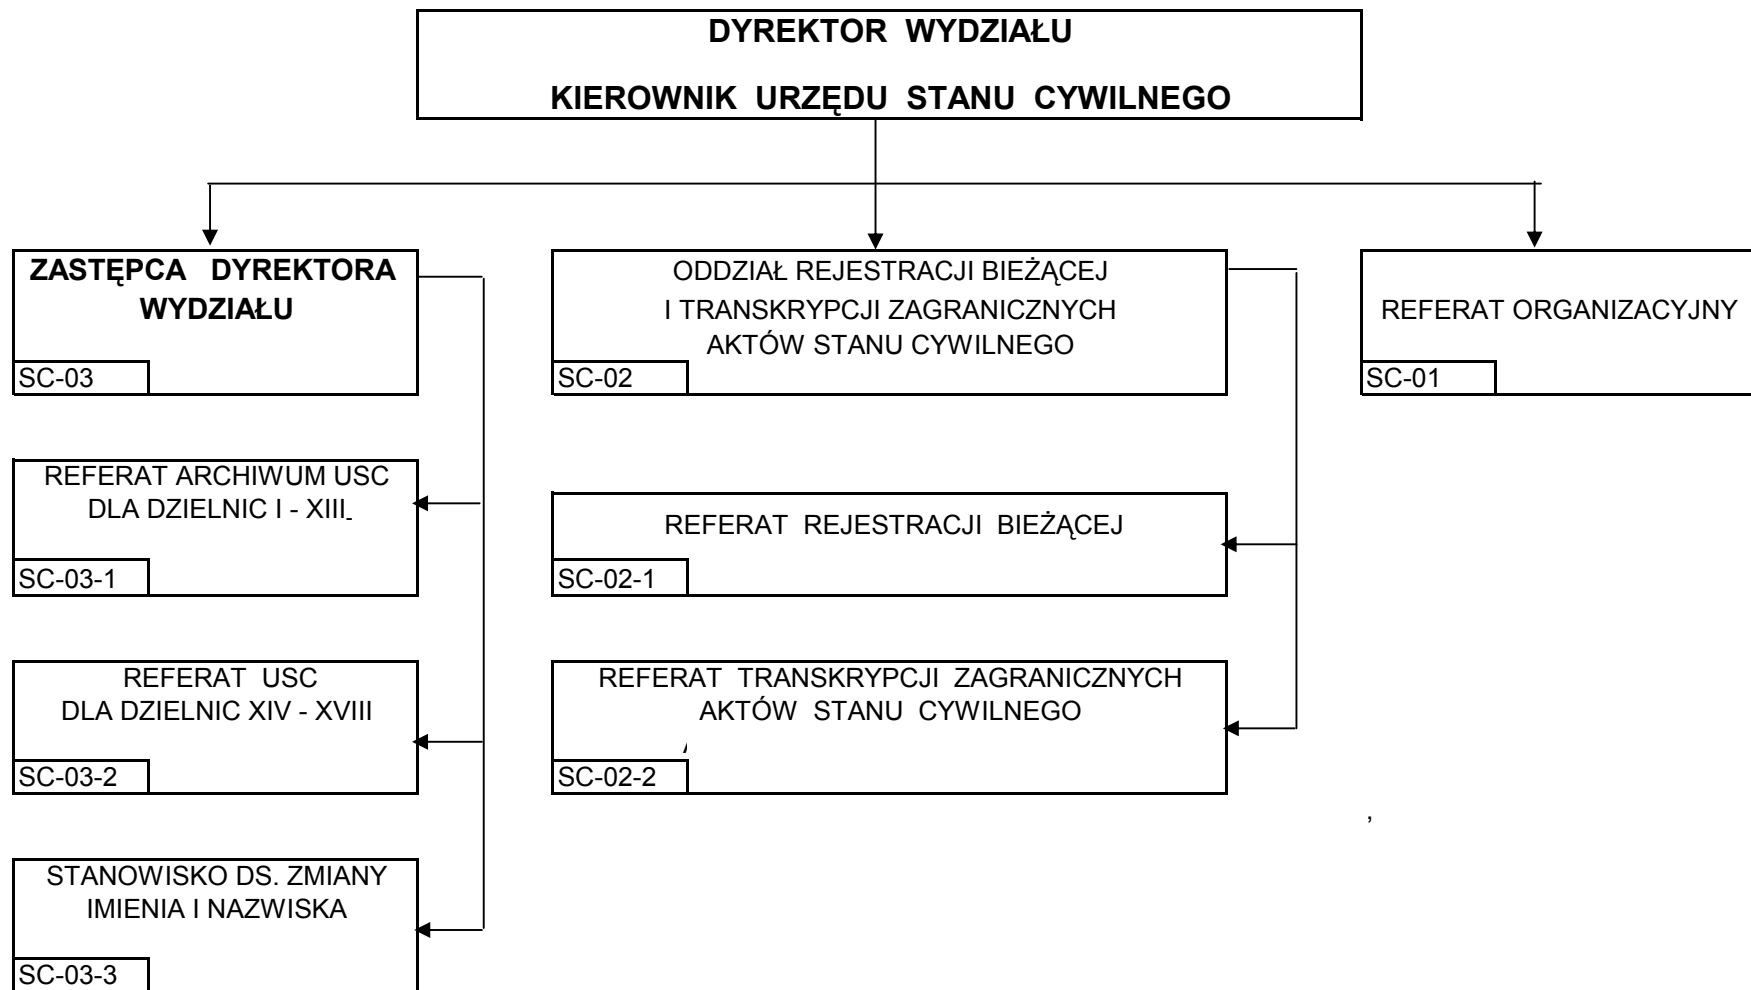 DYREKTOR WYDZIAŁU
KIEROWNIK URZĘDU STANU CYWILNEGO
ZASTĘPCA DYREKTORA
WYDZIAŁU
SC-03
ODDZIAŁ REJESTRACJI BIEŻĄCEJ
I TRANSKRYPCJI ZAGRANICZNYCH
AKTÓW STANU CYWILNEGO
SC-02
REFERAT ORGANIZACYJNY
SC-01
REFERAT ARCHIWUM USC
DLA DZIELNIC I - XIII
SC-03-1
REFERAT REJESTRACJI BIEŻĄCEJ
SC-02-1
REFERAT USC
DLA DZIELNIC XIV - XVIII
SC-03-2
REFERAT TRANSKRYPCJI ZAGRANICZNYCH
AKTÓW STANU CYWILNEGO
SC-02-2
,
STANOWISKO DS. ZMIANY
IMIENIA I NAZWISKA
SC-03-3